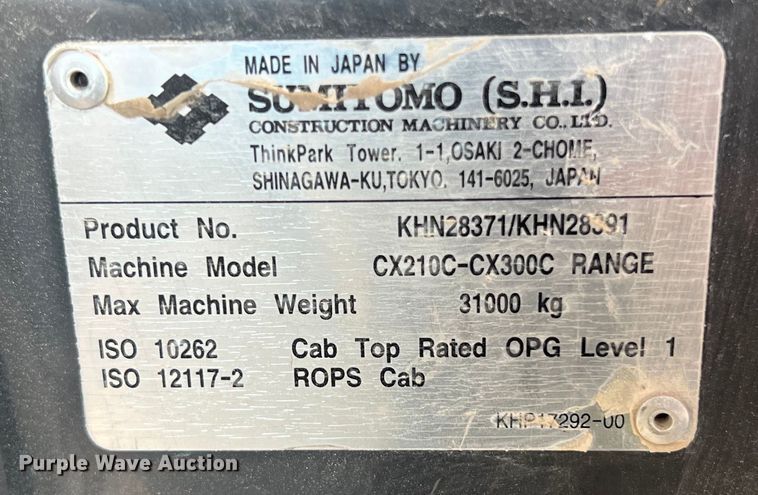 MADE IN JAPAN BY
SUMITOMO (S.H.I.)
CONSTRUCTION MACHINERY CO., LTD.
ThinkPark Tower. 1-1,OSAKI 2-CHOME,
SHINAGAWA-KU,TOKYO. 141-6025, JAPAN
Product No. KHN28371/KHN28391
Machine Model CX210C-CX300C RANGE
Max Machine Weight 31000 kg
ISO 10262 Cab Top Rated OPG Level 1
ISO 12117-2 ROPS Cab
KHP17292-00
Purple Wave Auction